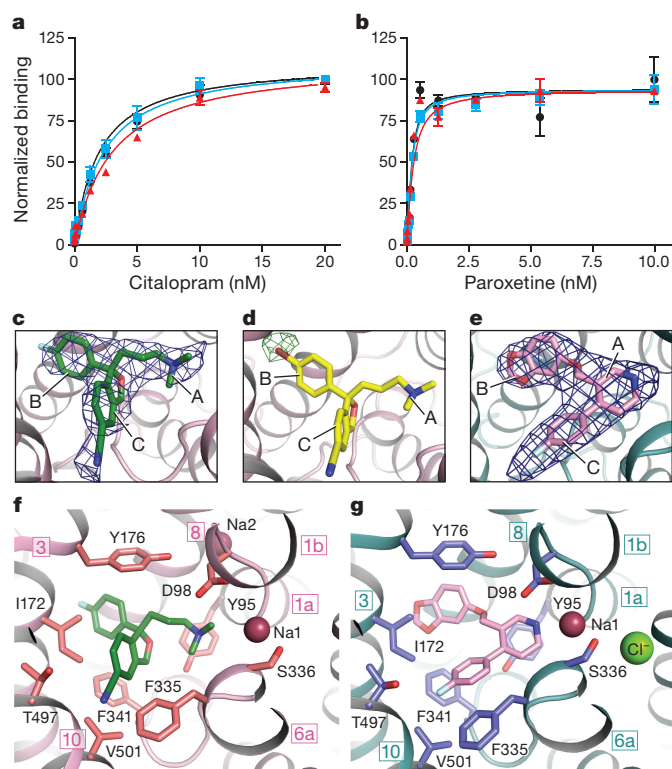 a
b
Normalized binding
125
100
75
50
25
0
0
5
10
15
20
Citalopram (nM)
125
100
75
50
25
0
0.0
2.5
5.0
7.5
10.0
Paroxetine (nM)
c
B
A
C
d
B
A
C
e
A
B
C
f
3
Y176
8
Na2
1b
D98
1a
I172
Y95
Na1
S336
T497
F341
F335
10
V501
6a
g
Y176
8
1b
D98
3
Y95
Na1
1a
I172
Cl⁻
S336
T497
F341
F335
10
V501
6a